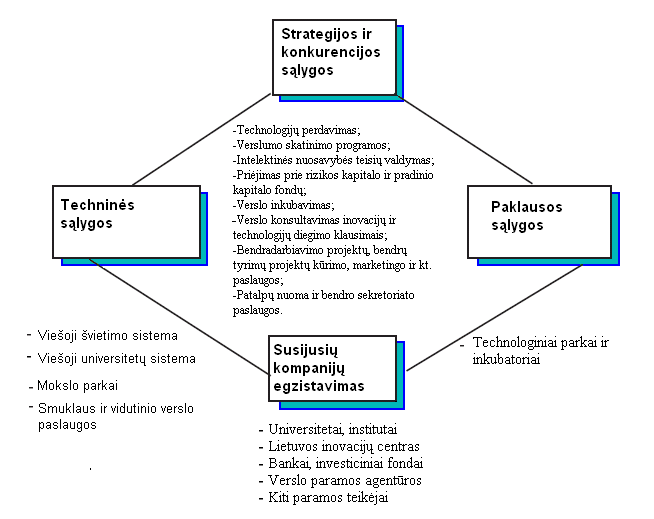 Strategijos ir
konkurencijos
sąlygos
-Technologijų perdavimas;
-Verslumo skatinimo programos;
-Intelektinės nuosavybės teisių valdymas;
-Priėjimas prie rizikos kapitalo ir pradinio
kapitalo fondų;
-Verslo inkubavimas;
-Verslo konsultavimas inovacijų ir
technologijų diegimo klausimais;
-Bendradarbiavimo projektų, bendrų
tyrimų projektų kūrimo, marketingo ir kt.
paslaugos;
-Patalpų nuoma ir bendro sekretoriato
paslaugos.
Techninės
sąlygos
Paklausos
sąlygos
- Viešoji švietimo sistema
- Viešoji universitetų sistema
- Mokslo parkai
- Smuklaus ir vidutinio verslo
paslaugos
Susijusių
kompanijų
egzistavimas
- Technologiniai parkai ir
inkubatoriai
- Universitetai, institutai
- Lietuvos inovacijų centras
- Bankai, investiciniai fondai
- Verslo paramos agentūros
- Kiti paramos teikėjai